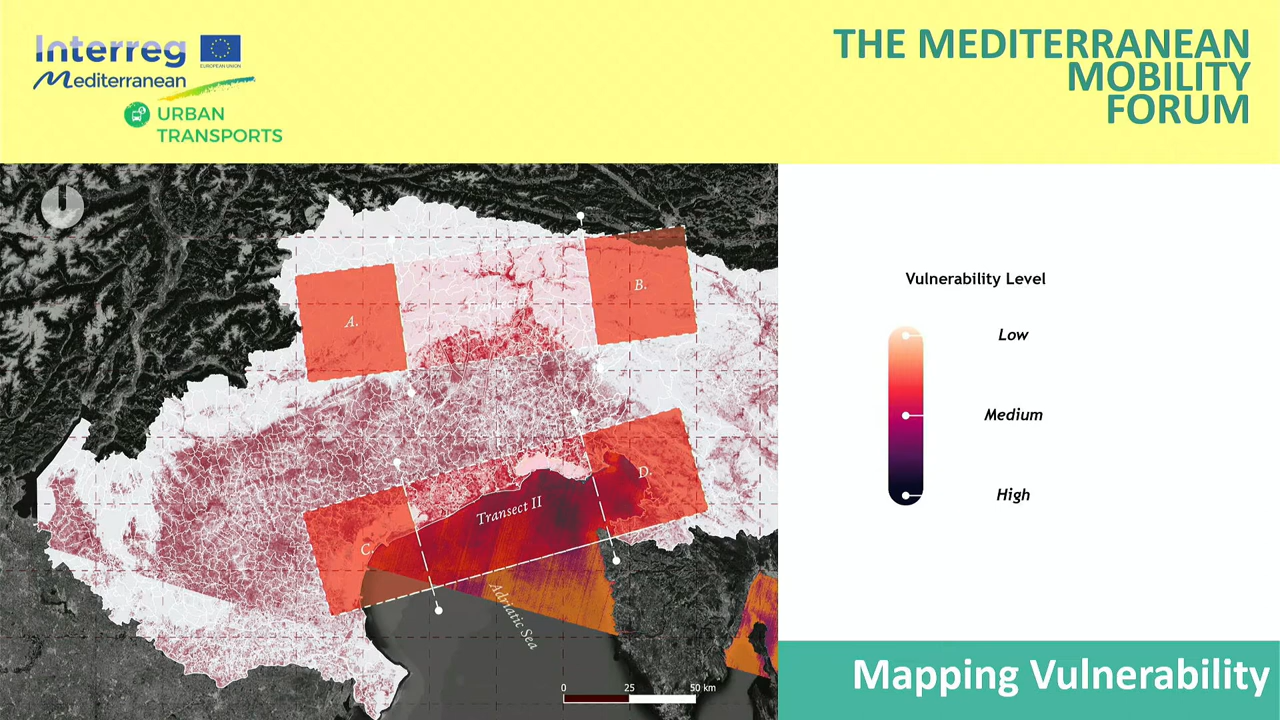 Interreg
EUROPEAN UNION
Mediterranean
URBAN
TRANSPORTS
THE MEDITERRANEAN
MOBILITY
FORUM
A.
B.
C.
D.
Transect II
Adriatic Sea
0 25 50 km
Vulnerability Level
Low
Medium
High
Mapping Vulnerability